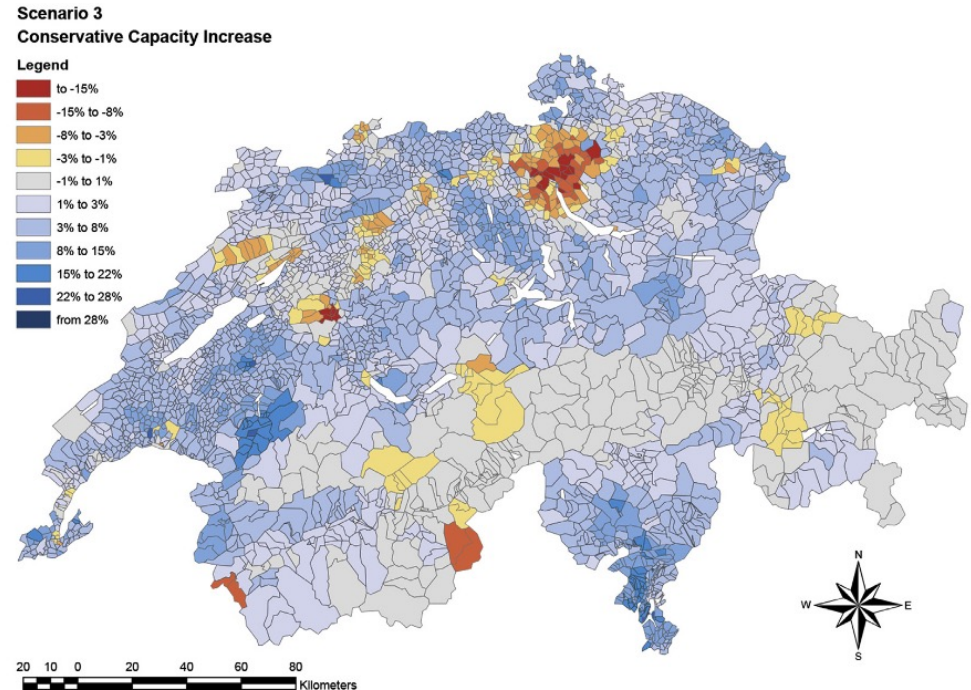 Scenario 3
Conservative Capacity Increase
Legend
to -15%
-15% to -8%
-8% to -3%
-3% to -1%
-1% to 1%
1% to 3%
3% to 8%
8% to 15%
15% to 22%
22% to 28%
from 28%
N
W E
S
20 10 0 20 40 60 80
Kilometers